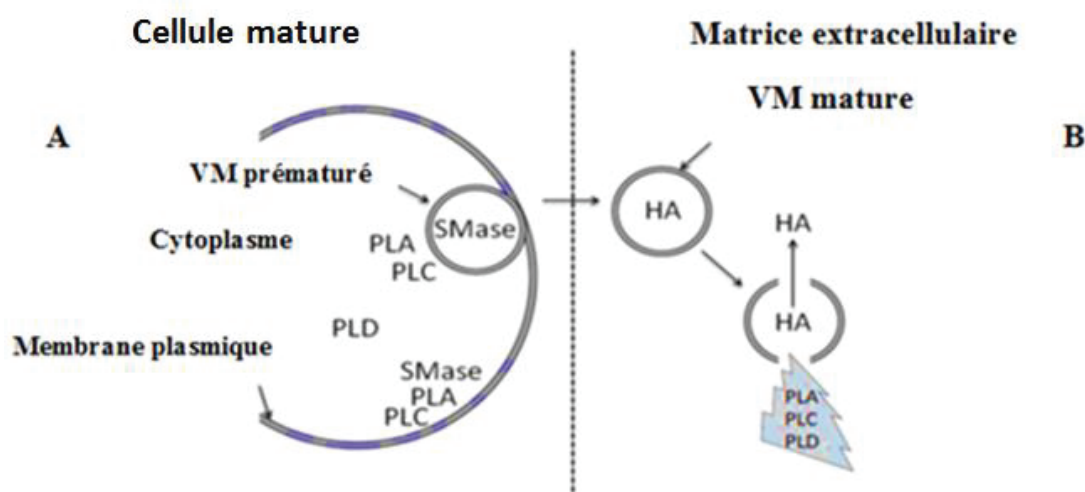 Cellule mature
Matrice extracellulaire
VM mature
A
B
VM prématuré
SMase
HA
HA
Cytoplasme
PLA
PLC
PLD
HA
Membrane plasmique
SMase
PLA
PLC
PLA
PLC
PLD